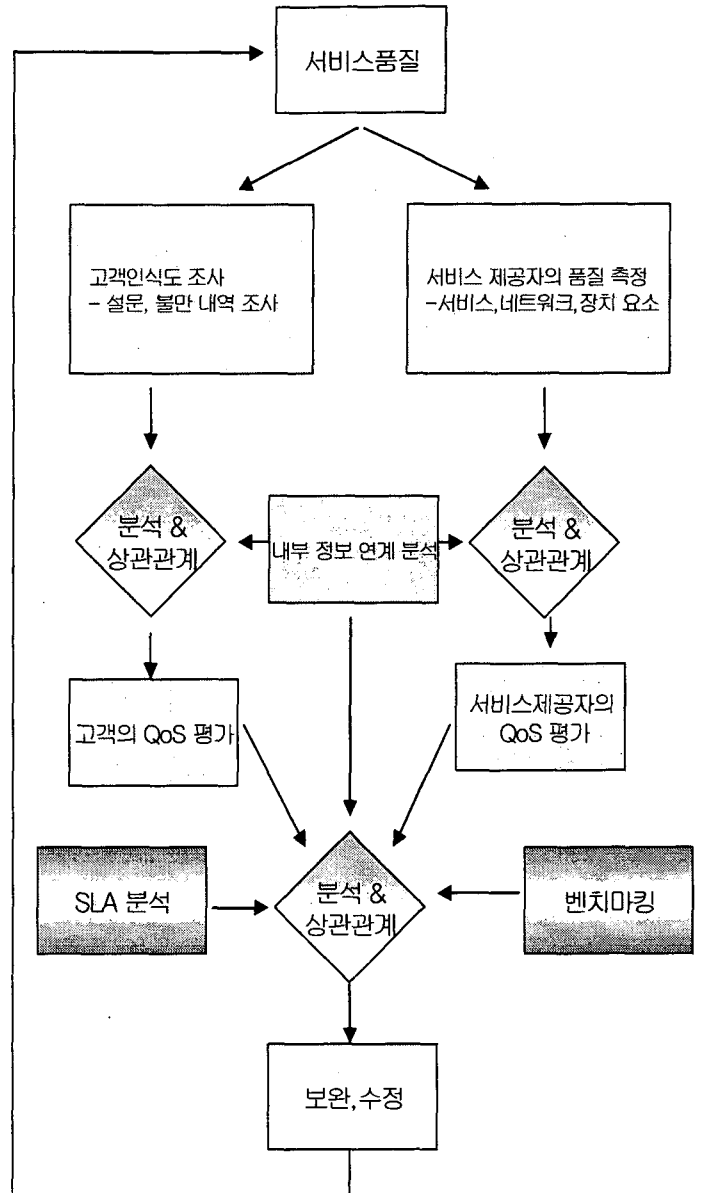 서비스품질
고객인식도 조사
- 설문, 불만 내역 조사
서비스 제공자의 품질 측정
-서비스,네트워크,장치 요소
분석 &
상관관계
내부 정보 연계 분석
분석 &
상관관계
고객의 QoS 평가
서비스제공자의
QoS 평가
SLA 분석
분석 &
상관관계
벤치마킹
보완,수정